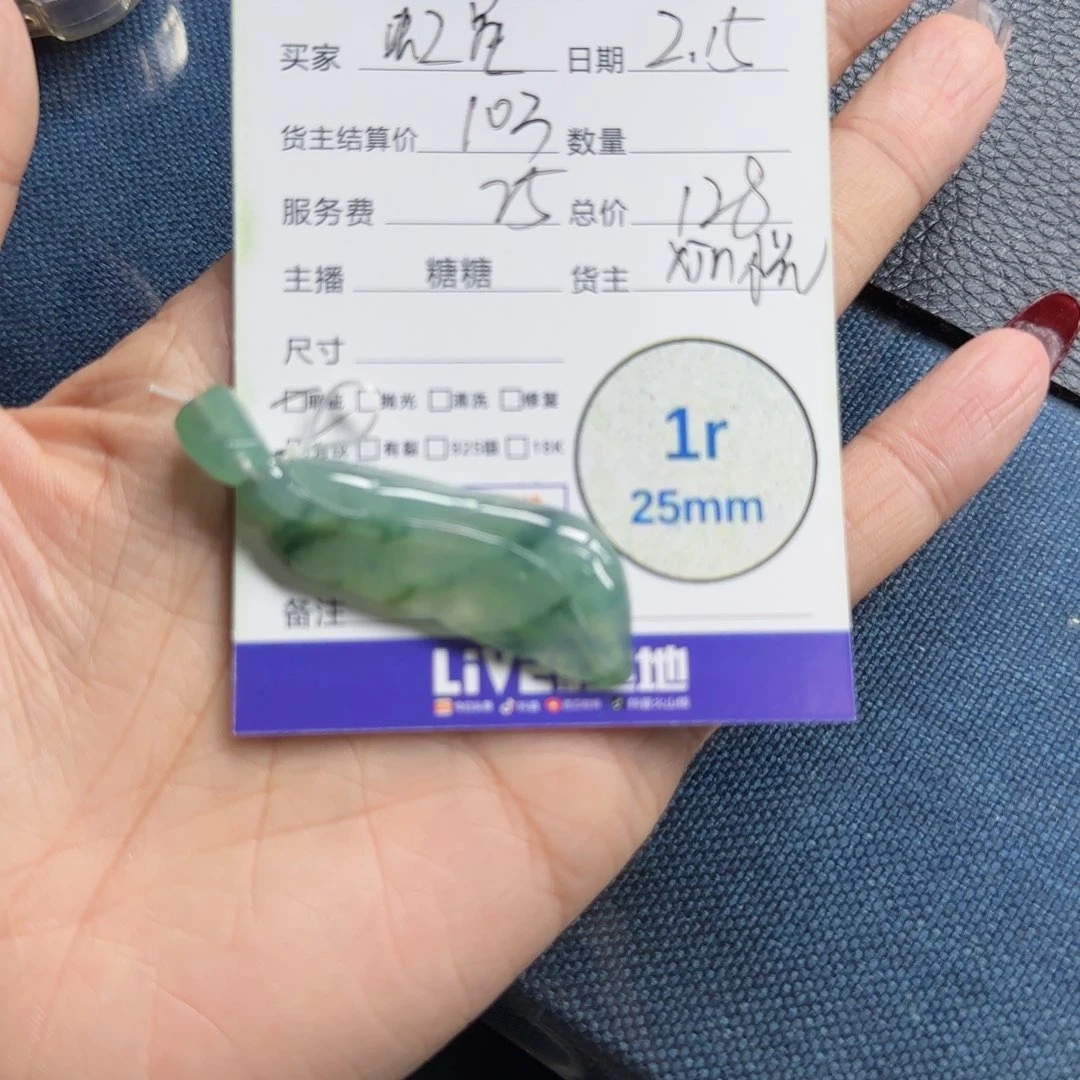 买家 日期 2.15
货主结算价 103 数量
服务费 25 总价 128
主播 糖糖 货主
尺寸
抛光 清洗 修复
有裂 925银 18K
1r
25mm
备注
LiVE 地